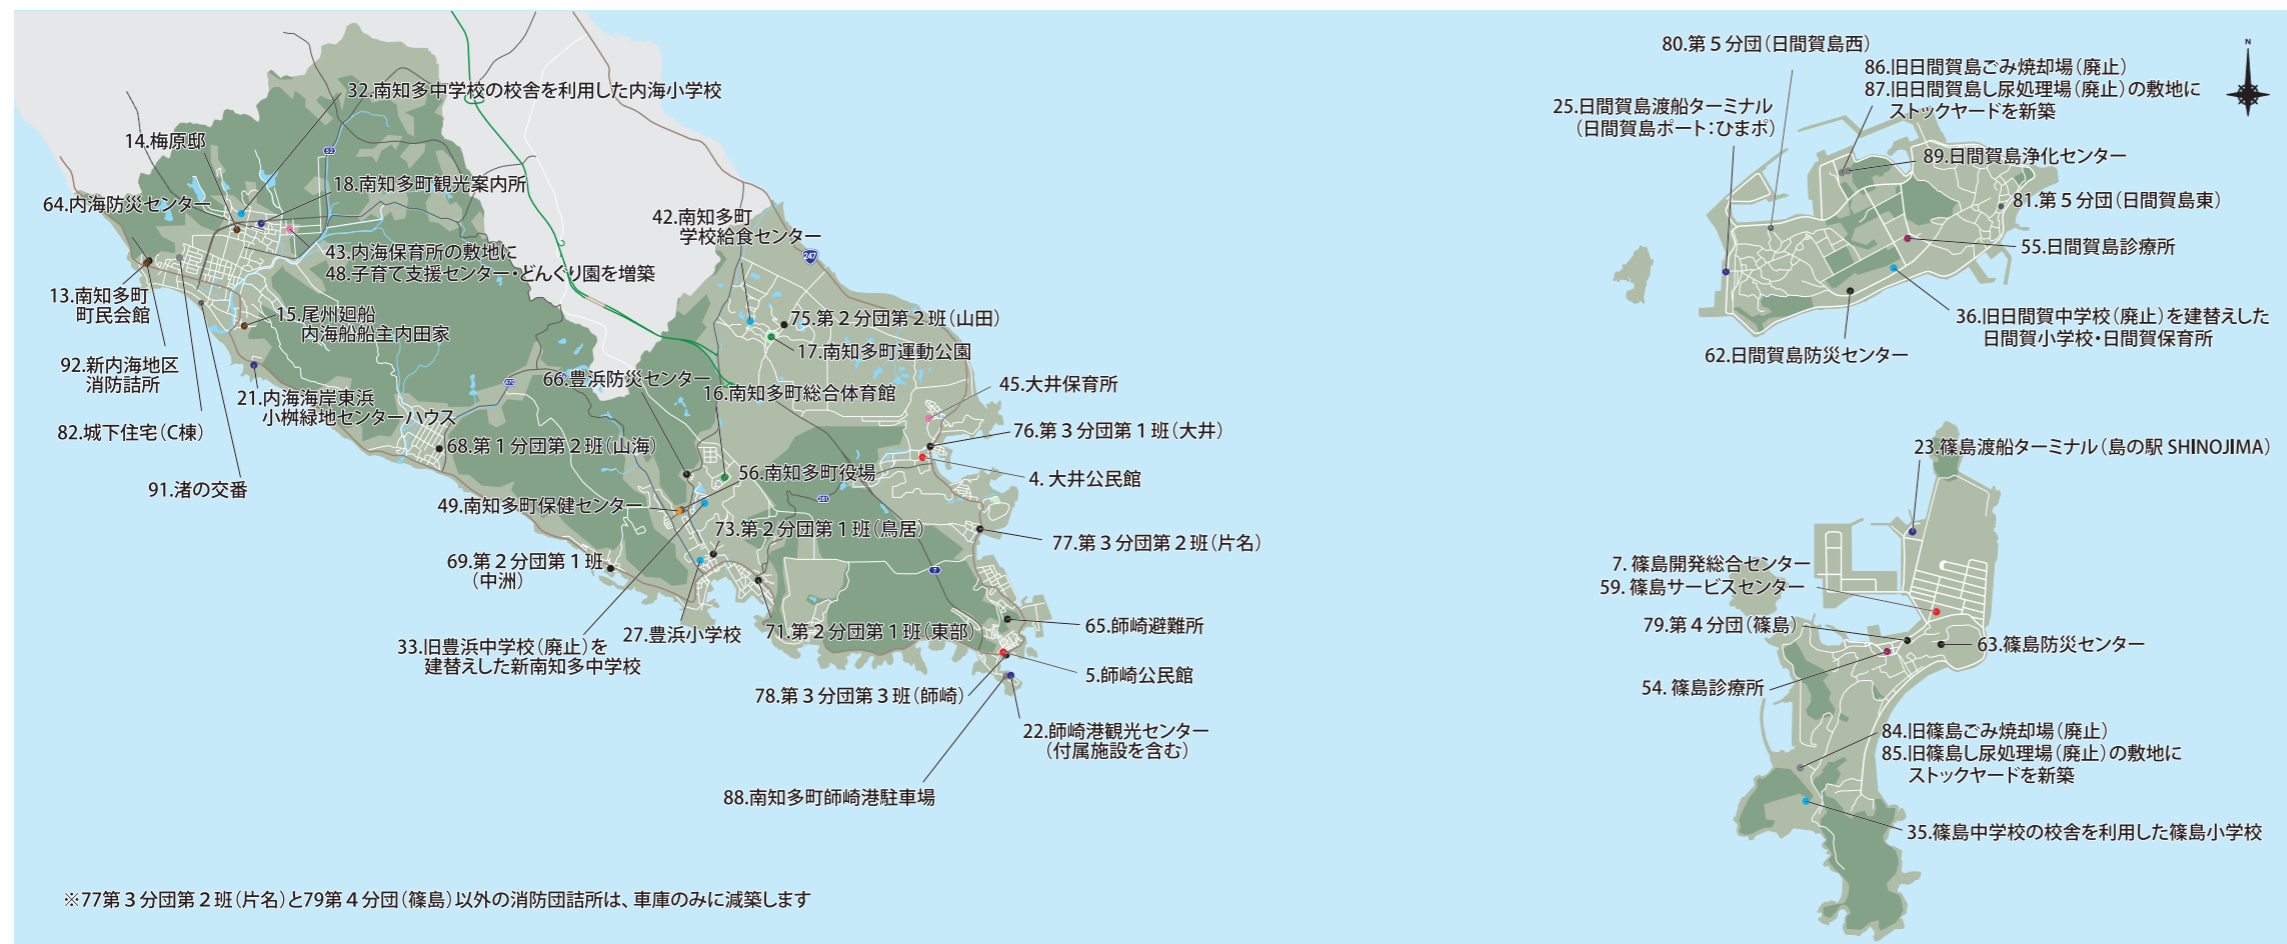 32.南知多中学校の校舎を利用した内海小学校
14.梅原邸
18.南知多町観光案内所
64.内海防災センター
43.内海保育所の敷地に
48.子育て支援センター・どんぐり園を増築
13.南知多町
町民会館
15.尾州廻船
内海船船主内田家
92.新内海地区
消防詰所
21.内海海岸東浜
小桝緑地センターハウス
82.城下住宅（C棟）
91.渚の交番
42.南知多町
学校給食センター
247
52
75.第２分団第２班（山田）
17.南知多町運動公園
66.豊浜防災センター
16.南知多町総合体育館
45.大井保育所
76.第３分団第１班（大井）
4. 大井公民館
68.第１分団第２班（山海）
56.南知多町役場
49.南知多町保健センター
73.第２分団第１班（鳥居）
77.第３分団第２班（片名）
69.第２分団第１班
（中洲）
7
27.豊浜小学校
71.第２分団第１班（東部）
65.師崎避難所
33.旧豊浜中学校（廃止）を
建替えした新南知多中学校
5.師崎公民館
78.第３分団第３班（師崎）
22.師崎港観光センター
（付属施設を含む）
88.南知多町師崎港駐車場
※77第３分団第２班（片名）と79第４分団（篠島）以外の消防団詰所は、車庫のみに減築します
N
80.第５分団（日間賀島西）
86.旧日間賀島ごみ焼却場（廃止）
87.旧日間賀島し尿処理場（廃止）の敷地に
ストックヤードを新築
25.日間賀島渡船ターミナル
（日間賀島ポート：ひまポ）
89.日間賀島浄化センター
81.第５分団（日間賀島東）
55.日間賀島診療所
36.旧日間賀中学校（廃止）を建替えした
日間賀小学校・日間賀保育所
62.日間賀島防災センター
23.篠島渡船ターミナル（島の駅 SHINOJIMA）
7. 篠島開発総合センター
59. 篠島サービスセンター
79.第４分団（篠島）
63.篠島防災センター
54. 篠島診療所
84.旧篠島ごみ焼却場（廃止）
85.旧篠島し尿処理場（廃止）の敷地に
ストックヤードを新築
35.篠島中学校の校舎を利用した篠島小学校